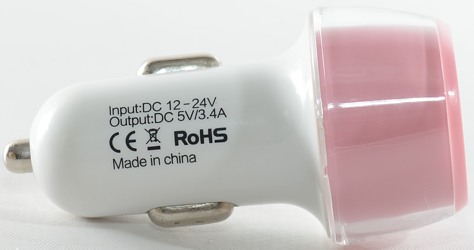 Input:DC 12-24V
Output:DC 5V/3.4A
CE RoHS
Made in china